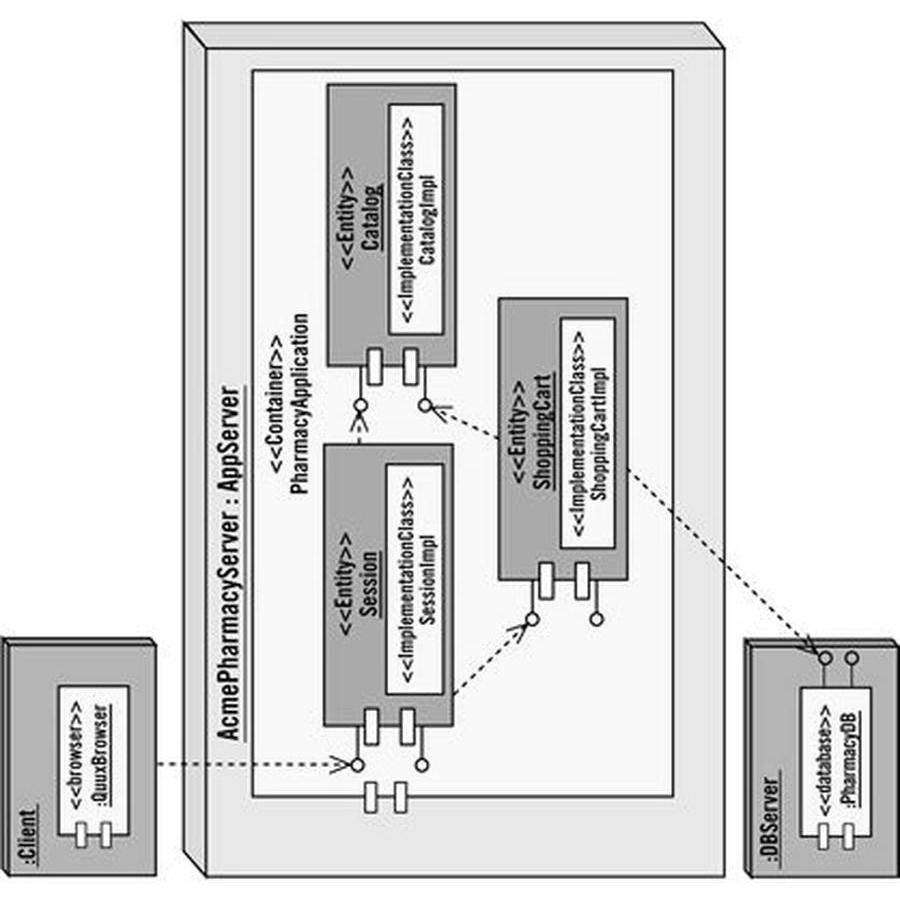 :Client
<<browser>>
:QuuxBrowser
AcmePharmacyServer : AppServer
<<Container>>
PharmacyApplication
<<Entity>>
Session
<<ImplementationClass>>
SessionImpl
<<Entity>>
Catalog
<<ImplementationClass>>
CatalogImpl
<<Entity>>
ShoppingCart
<<ImplementationClass>>
ShoppingCartImpl
:DBServer
<<database>>
:PharmacyDB